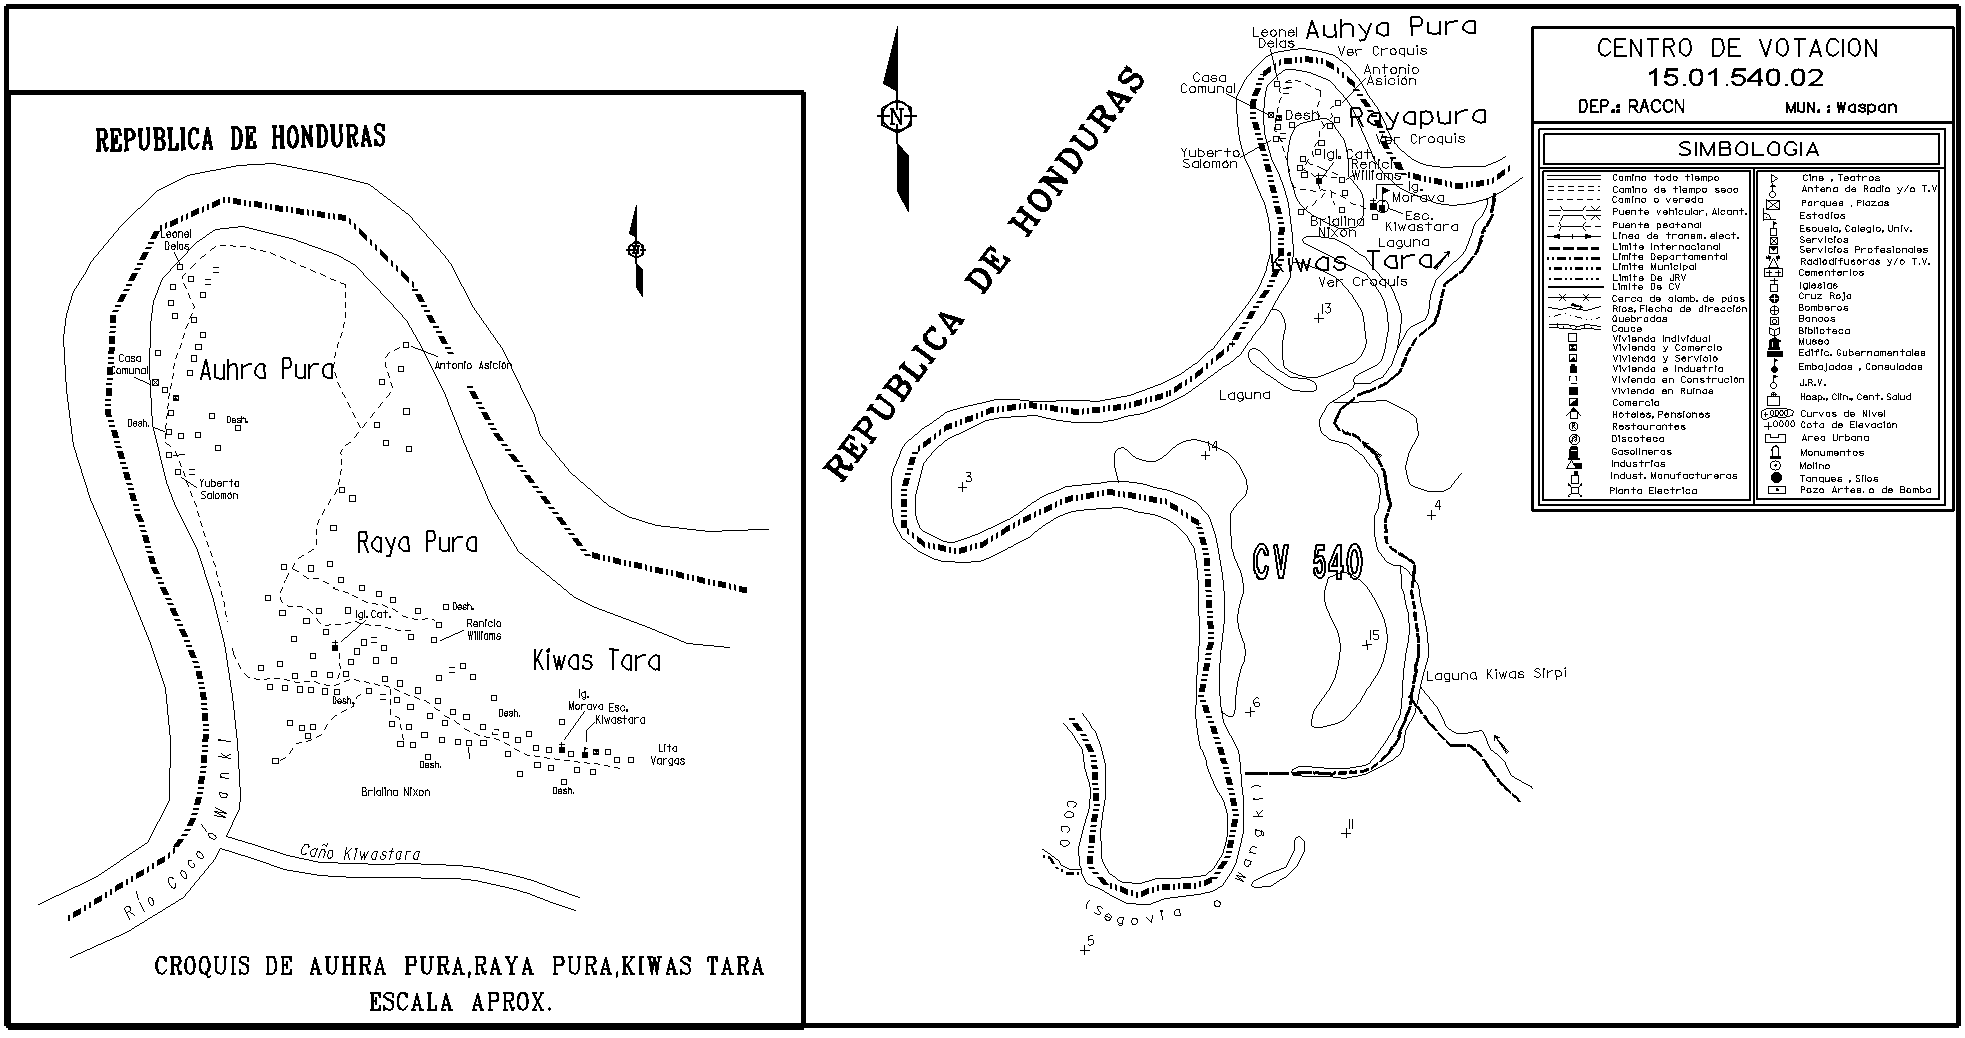 REPUBLICA DE HONDURAS
Leonel
Delas
Casa
Comunal
Auhra Pura
Antonio Asición
Desh.
Desh.
Yuberto
Salomón
Raya Pura
Desh.
Igl. Cat.
Renicio
Williams
Kiwas Tara
Desh.
Ig.
Morava
Esc.
Kiwastara
Desh.
Lita
Vargas
Desh.
Desh.
Brialino Nixon
Río Coco o Wanki
Caño Kiwastara
CROQUIS DE AUHRA PURA,RAYA PURA,KIWAS TARA
ESCALA APROX.
N
REPUBLICA DE HONDURAS
Leonel
Delas
Auhya Pura
Ver Croquis
Casa
Comunal
Antonio
Asición
Desh.
Rayapura
Ver Croquis
Yuberto
Salomón
Igl. Cat.
Renicio
Williams
Ig.
Morava
Esc.
Kiwastara
Brialino
Nixon
Laguna
Kiwas Tara
Ver Croquis
13
Laguna
14
3
4
CV 540
15
Laguna Kiwas Sirpi
6
11
5
Coco
(Segovia o
Wangki)
CENTRO DE VOTACION
15.01.540.02
DEP.: RACCN MUN.: Waspan
SIMBOLOGIA
Camino todo tiempo
Camino de tiempo seco
Camino o vereda
Puente vehicular, Alcant.
Puente peatonal
Línea de transm. elect.
Límite Internacional
Límite Departamental
Límite Municipal
Límite De JRV
Límite De CV
Cerca de alamb. de púas
Ríos, Flecha de dirección
Quebradas
Cauce
Vivienda Individual
Vivienda y Comercio
Vivienda y Servicio
Vivienda e Industria
Vivienda en Construción
Vivienda en Ruinas
Comercio
Hoteles, Pensiones
Restaurantes
Discoteca
Gasolineras
Industrias
Indust. Manufactureras
Planta Electrica
Cine , Teatros
Antena de Radio y/o T.V
Parques , Plazas
Estadios
Escuela, Colegio, Univ.
Servicios
Servicios Profesionales
Radiodifusoras y/o T.V.
Cementerios
Iglesias
Cruz Roja
Bomberos
Bancos
Biblioteca
Museo
Edific. Gubernamentales
Embajadas , Consulados
J.R.V.
Hosp., Clin., Cent. Salud
Curvas de Nivel
Cota de Elevación
Area Urbana
Monumentos
Molino
Tanques , Silos
Pozo Artes. o de Bomba